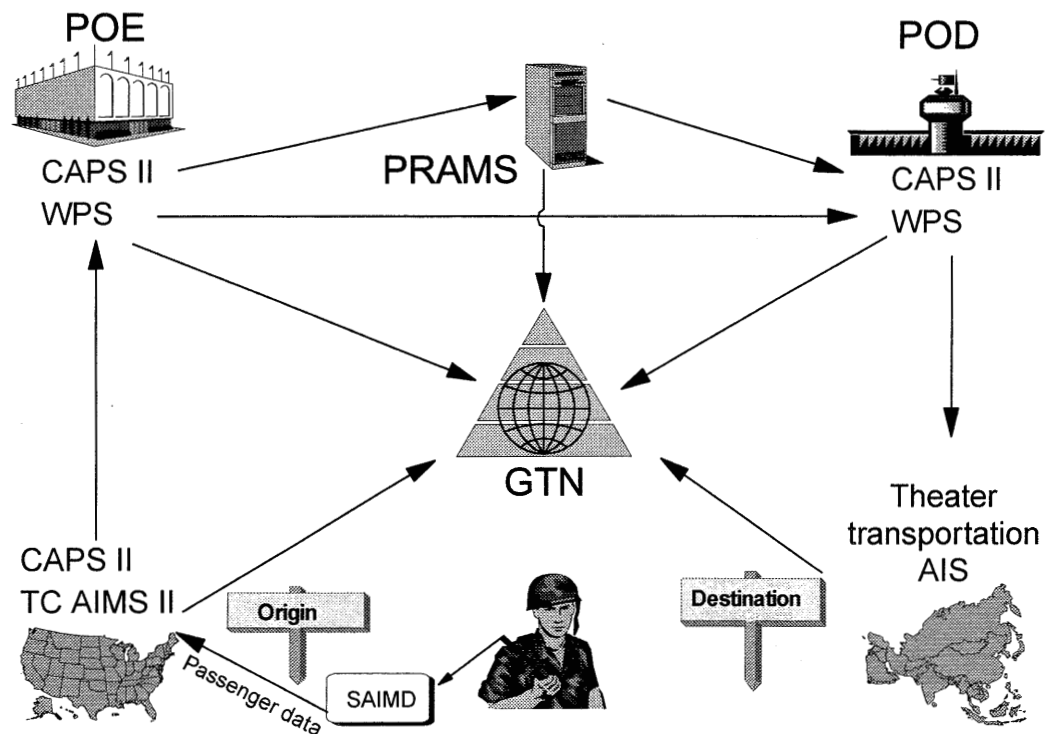 POE
POD
PRAMS
CAPS II
WPS
CAPS II
WPS
GTN
Theater
transportation
AIS
CAPS II
TC AIMS II
Origin
Destination
Passenger data
SAIMD